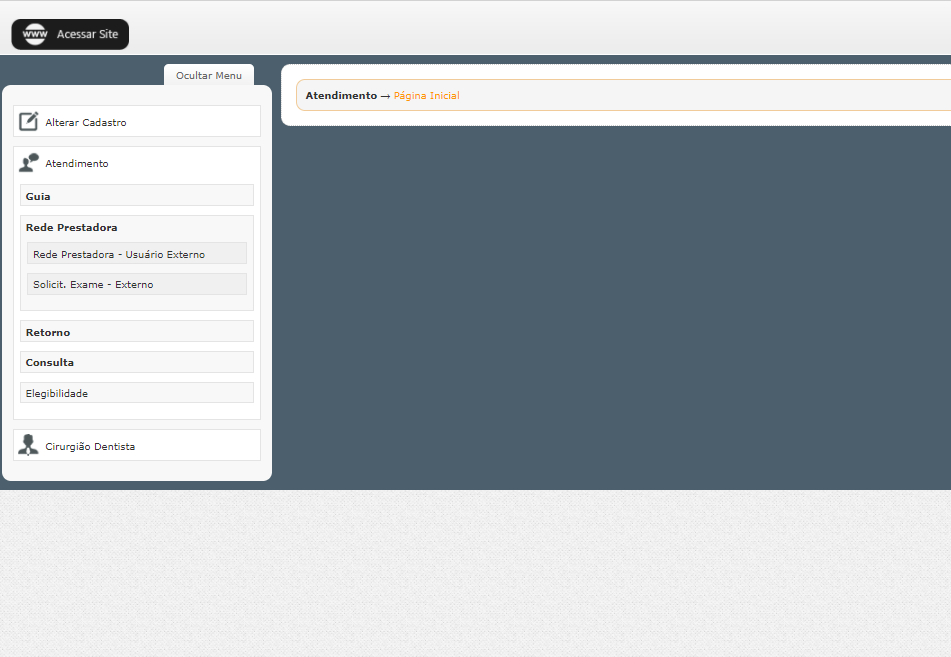 www Acessar Site
Ocultar Menu
Atendimento → Página Inicial
Alterar Cadastro
Atendimento
Guia
Rede Prestadora
Rede Prestadora - Usuário Externo
Solicit. Exame - Externo
Retorno
Consulta
Elegibilidade
Cirurgião Dentista